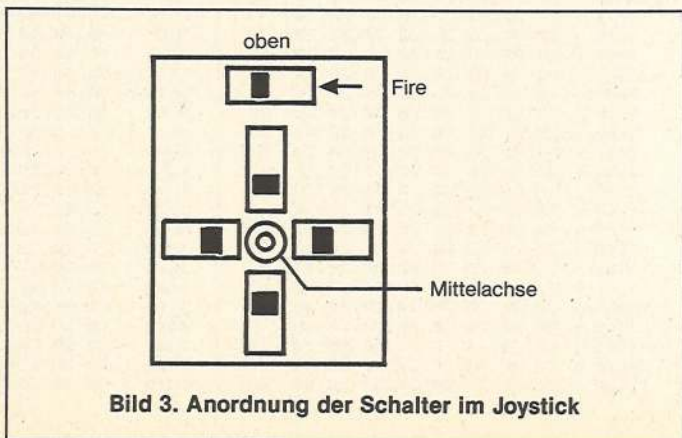 oben
Fire
Mittelachse
Bild 3. Anordnung der Schalter im Joystick